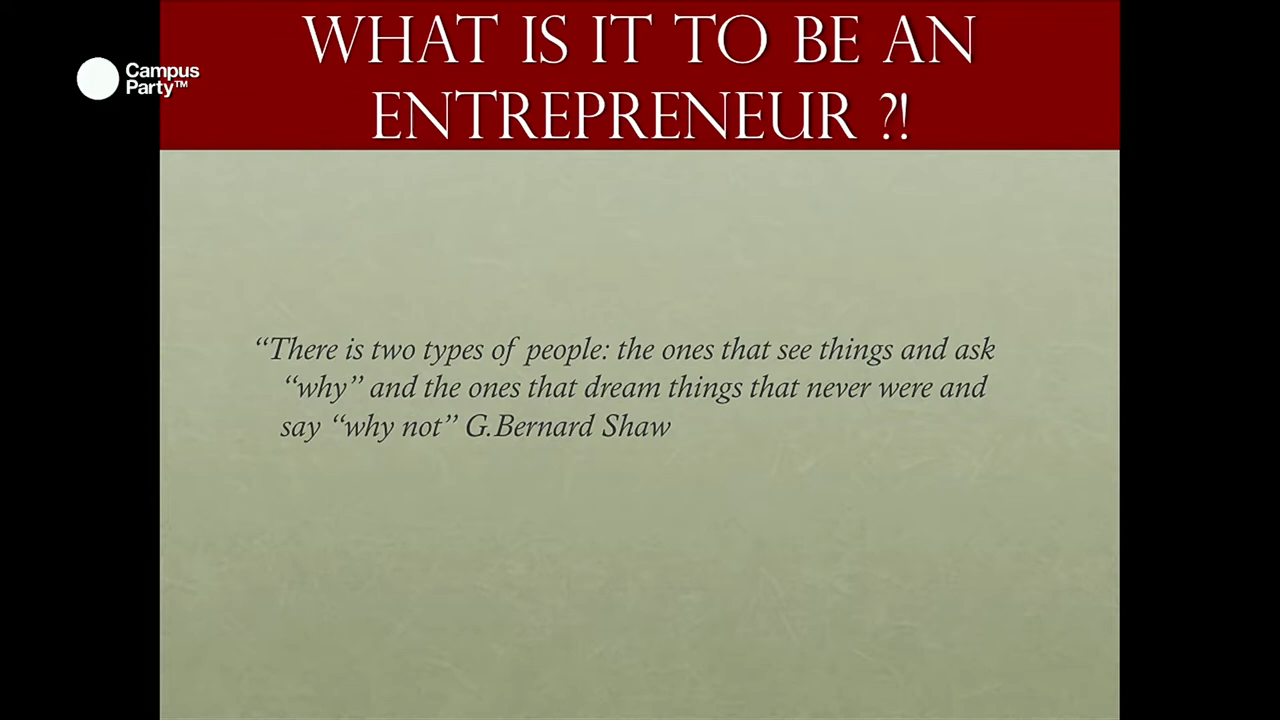 WHAT IS IT TO BE AN
ENTREPRENEUR ?!
Campus
Party™
“There is two types of people: the ones that see things and ask
“why” and the ones that dream things that never were and
say “why not” G.Bernard Shaw